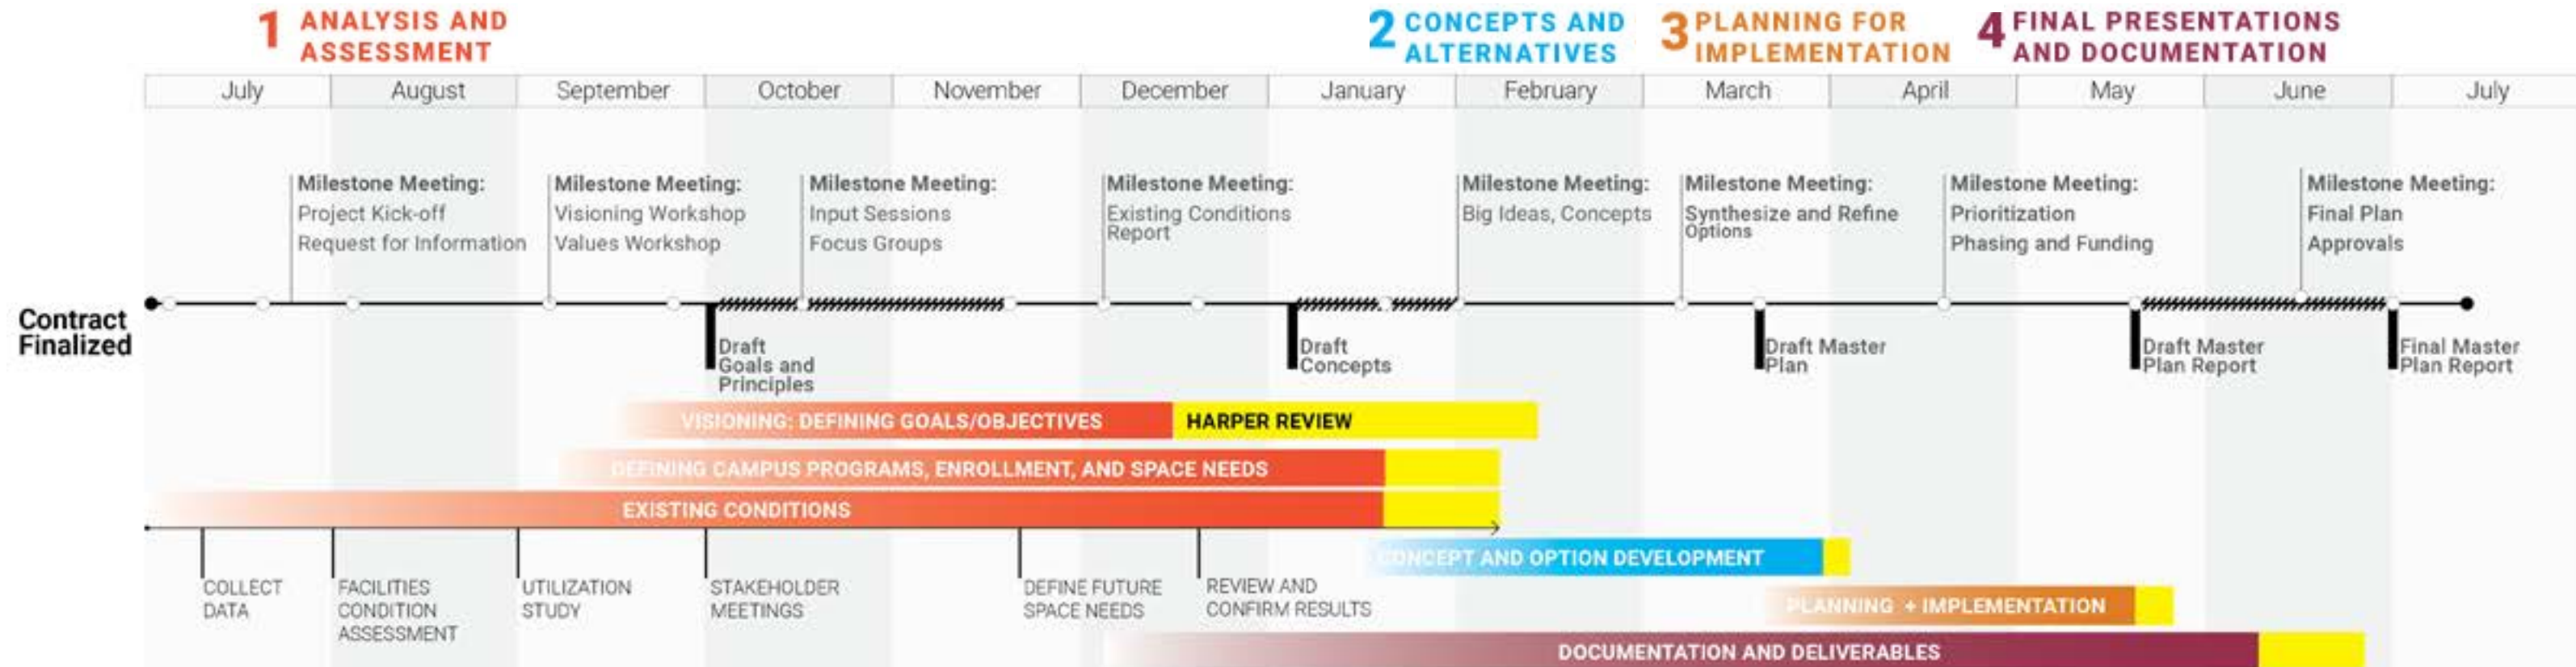 1 ANALYSIS AND
ASSESSMENT
2 CONCEPTS AND
ALTERNATIVES
3 PLANNING FOR
IMPLEMENTATION
4 FINAL PRESENTATIONS
AND DOCUMENTATION
July August September October November December January February March April May June July
Milestone Meeting:
Project Kick-off
Request for Information
Milestone Meeting:
Visioning Workshop
Values Workshop
Milestone Meeting:
Input Sessions
Focus Groups
Milestone Meeting:
Existing Conditions
Report
Milestone Meeting:
Big Ideas, Concepts
Milestone Meeting:
Synthesize and Refine
Options
Milestone Meeting:
Prioritization
Phasing and Funding
Milestone Meeting:
Final Plan
Approvals
Contract
Finalized
Draft
Goals and
Principles
Draft
Concepts
Draft Master
Plan
Draft Master
Plan Report
Final Master
Plan Report
VISIONING: DEFINING GOALS/OBJECTIVES
HARPER REVIEW
DEFINING CAMPUS PROGRAMS, ENROLLMENT, AND SPACE NEEDS
EXISTING CONDITIONS
COLLECT
DATA
FACILITIES
CONDITION
ASSESSMENT
UTILIZATION
STUDY
STAKEHOLDER
MEETINGS
DEFINE FUTURE
SPACE NEEDS
REVIEW AND
CONFIRM RESULTS
CONCEPT AND OPTION DEVELOPMENT
PLANNING + IMPLEMENTATION
DOCUMENTATION AND DELIVERABLES